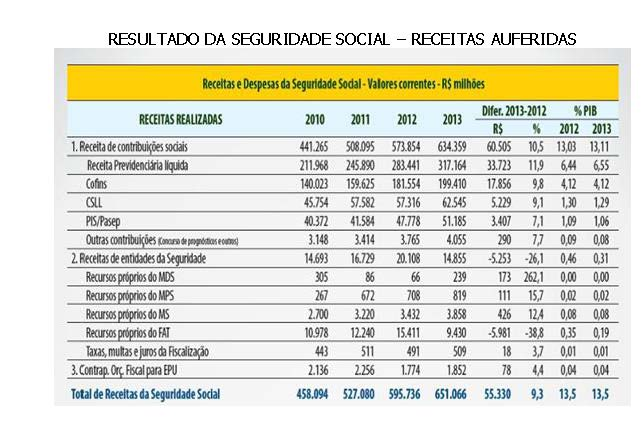 RESULTADO DA SEGURIDADE SOCIAL – RECEITAS AUFERIDAS
Receitas e Despesas da Seguridade Social - Valores correntes - R$ milhões
RECEITAS REALIZADAS 2010 2011 2012 2013 Difer. 2013-2012 % PIB
R$ % 2012 2013
1. Receita de contribuições sociais 441.265 508.095 573.854 634.359 60.505 10,5 13,03 13,11
Receita Previdenciária líquida 211.968 245.890 283.441 317.164 33.723 11,9 6,44 6,55
Cofins 140.023 159.625 181.554 199.410 17.856 9,8 4,12 4,12
CSLL 45.754 57.582 57.316 62.545 5.229 9,1 1,30 1,29
PIS/Pasep 40.372 41.584 47.778 51.185 3.407 7,1 1,09 1,06
Outras contribuições (Concurso de prognósticos e outros) 3.148 3.414 3.765 4.055 290 7,7 0,09 0,08
2. Receitas de entidades da Seguridade 14.693 16.729 20.108 14.855 -5.253 -26,1 0,46 0,31
Recursos próprios do MDS 305 86 66 239 173 262,1 0,00 0,00
Recursos próprios do MPS 267 672 708 819 111 15,7 0,02 0,02
Recursos próprios do MS 2.700 3.220 3.432 3.858 426 12,4 0,08 0,08
Recursos próprios do FAT 10.978 12.240 15.411 9.430 -5.981 -38,8 0,35 0,19
Taxas, multas e juros da Fiscalização 443 511 491 509 18 3,7 0,01 0,01
3. Contrap. Orç. Fiscal para EPU 2.136 2.256 1.774 1.852 78 4,4 0,04 0,04
Total de Receitas da Seguridade Social 458.094 527.080 595.736 651.066 55.330 9,3 13,5 13,5